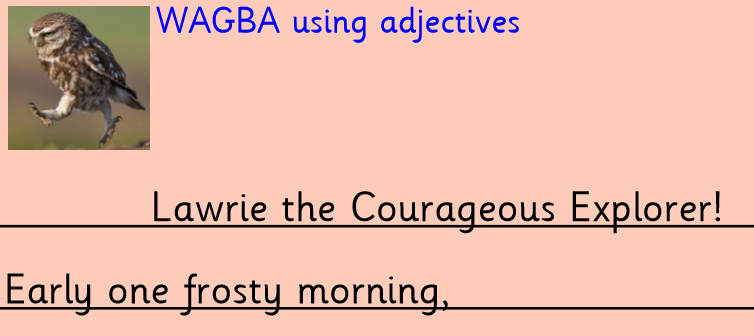 WAGBA using adjectives
Lawrie the Courageous Explorer!
Early one frosty morning,